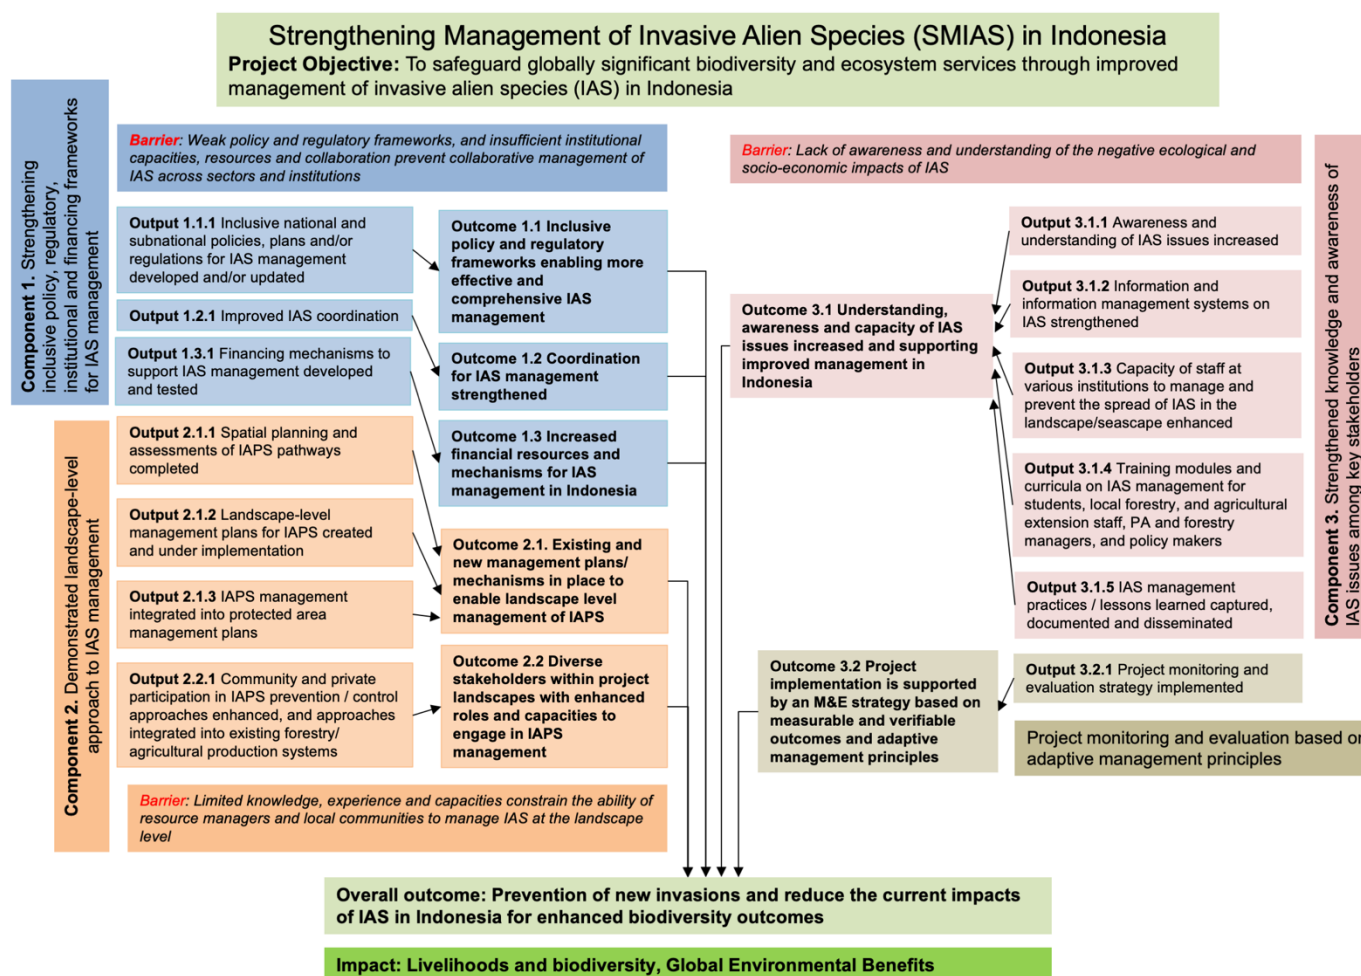 Strengthening Management of Invasive Alien Species (SMIAS) in Indonesia
Project Objective: To safeguard globally significant biodiversity and ecosystem services through improved
management of invasive alien species (IAS) in Indonesia
Component 1. Strengthening
inclusive policy, regulatory,
institutional and financing frameworks
for IAS management
Barrier: Weak policy and regulatory frameworks, and insufficient institutional
capacities, resources and collaboration prevent collaborative management of
IAS across sectors and institutions
Output 1.1.1 Inclusive national and
subnational policies, plans and/or
regulations for IAS management
developed and/or updated
Output 1.2.1 Improved IAS coordination
Output 1.3.1 Financing mechanisms to
support IAS management developed
and tested
Outcome 1.1 Inclusive
policy and regulatory
frameworks enabling more
effective and
comprehensive IAS
management
Outcome 1.2 Coordination
for IAS management
strengthened
Outcome 1.3 Increased
financial resources and
mechanisms for IAS
management in Indonesia
Component 2. Demonstrated landscape-level
approach to IAS management
Output 2.1.1 Spatial planning and
assessments of IAPS pathways
completed
Output 2.1.2 Landscape-level
management plans for IAPS created
and under implementation
Output 2.1.3 IAPS management
integrated into protected area
management plans
Output 2.2.1 Community and private
participation in IAPS prevention / control
approaches enhanced, and approaches
integrated into existing forestry/
agricultural production systems
Outcome 2.1. Existing and
new management plans/
mechanisms in place to
enable landscape level
management of IAPS
Outcome 2.2 Diverse
stakeholders within project
landscapes with enhanced
roles and capacities to
engage in IAPS
management
Barrier: Limited knowledge, experience and capacities constrain the ability of
resource managers and local communities to manage IAS at the landscape
level
Barrier: Lack of awareness and understanding of the negative ecological and
socio-economic impacts of IAS
Component 3. Strengthened knowledge and awareness of
IAS issues among key stakeholders
Outcome 3.1 Understanding,
awareness and capacity of IAS
issues increased and supporting
improved management in
Indonesia
Output 3.1.1 Awareness and
understanding of IAS issues increased
Output 3.1.2 Information and
information management systems on
IAS strengthened
Output 3.1.3 Capacity of staff at
various institutions to manage and
prevent the spread of IAS in the
landscape/seascape enhanced
Output 3.1.4 Training modules and
curricula on IAS management for
students, local forestry, and agricultural
extension staff, PA and forestry
managers, and policy makers
Output 3.1.5 IAS management
practices / lessons learned captured,
documented and disseminated
Outcome 3.2 Project
implementation is supported
by an M&E strategy based on
measurable and verifiable
outcomes and adaptive
management principles
Output 3.2.1 Project monitoring and
evaluation strategy implemented
Project monitoring and evaluation based on
adaptive management principles
Overall outcome: Prevention of new invasions and reduce the current impacts
of IAS in Indonesia for enhanced biodiversity outcomes
Impact: Livelihoods and biodiversity, Global Environmental Benefits